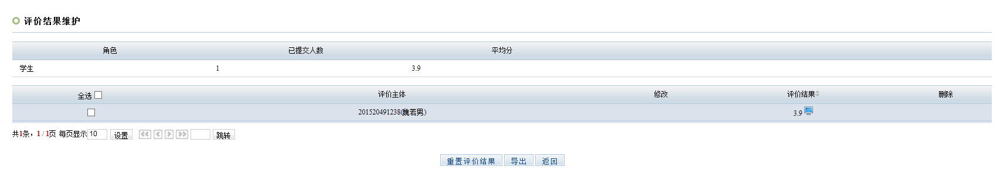 评价结果维护
角色 已提交人数 平均分
学生 1 3.9
全选 评价主体 修改 评价结果 删除
201520491238(魏若男) 3.9
共1条，1 / 1页 每页显示 10 设置 跳转
重置评价结果 导出 返回